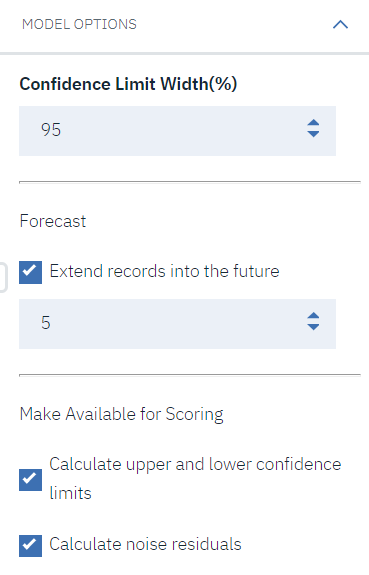 MODEL OPTIONS
Confidence Limit Width(%)
95
Forecast
Extend records into the future
5
Make Available for Scoring
Calculate upper and lower confidence
limits
Calculate noise residuals